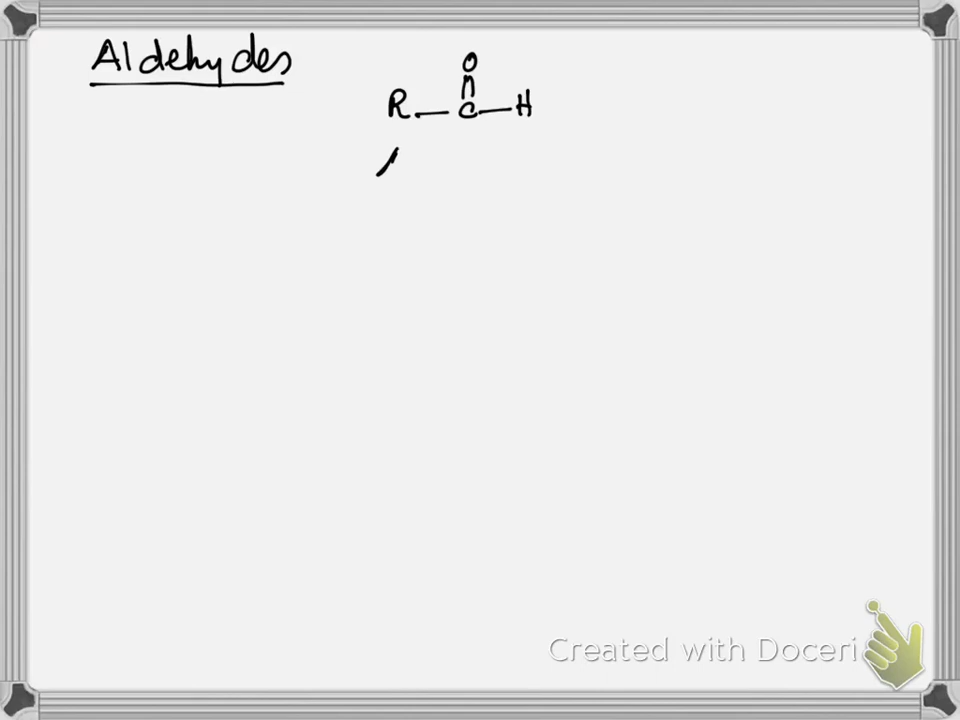 Aldehydes
O
R — C — H
Created with Doceri